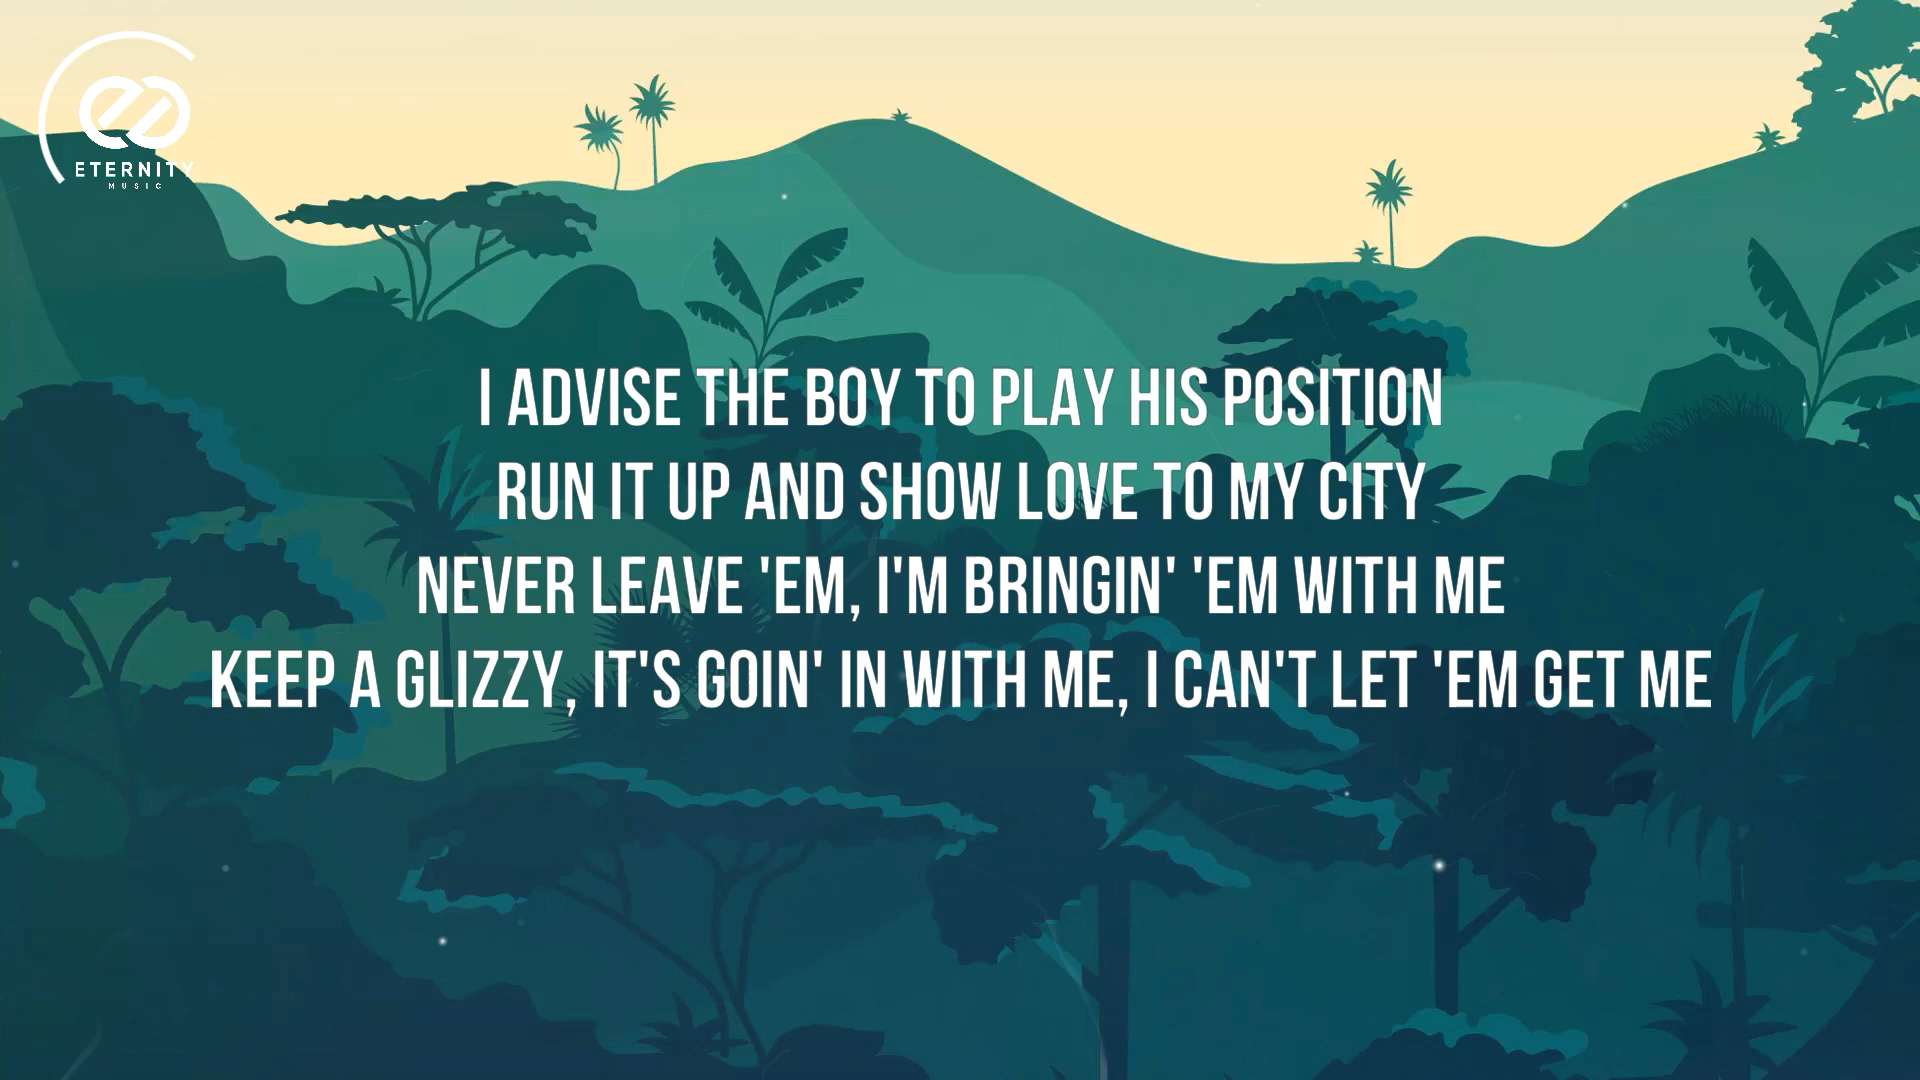 ETERNITY
MUSIC
I ADVISE THE BOY TO PLAY HIS POSITION
RUN IT UP AND SHOW LOVE TO MY CITY
NEVER LEAVE 'EM, I'M BRINGIN' 'EM WITH ME
KEEP A GLIZZY, IT'S GOIN' IN WITH ME, I CAN'T LET 'EM GET ME